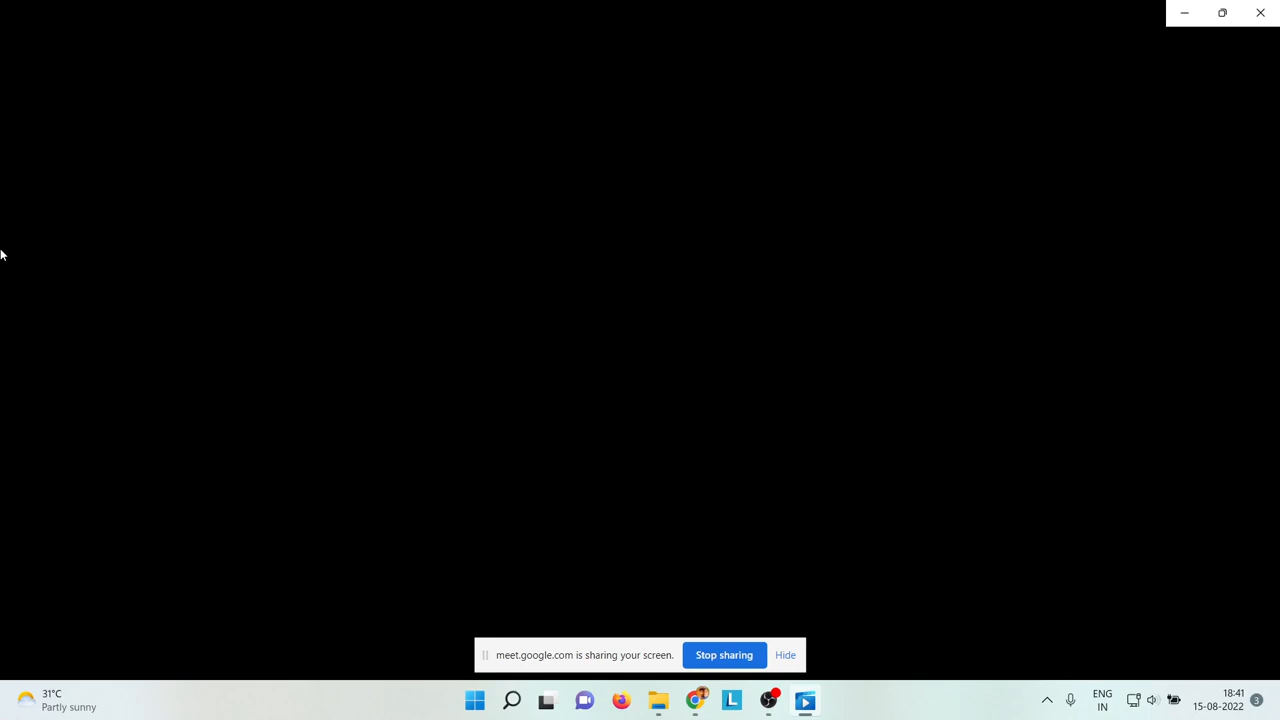 meet.google.com is sharing your screen.
Stop sharing
Hide
31°C
Partly sunny
L
ENG
IN
18:41
15-08-2022
3